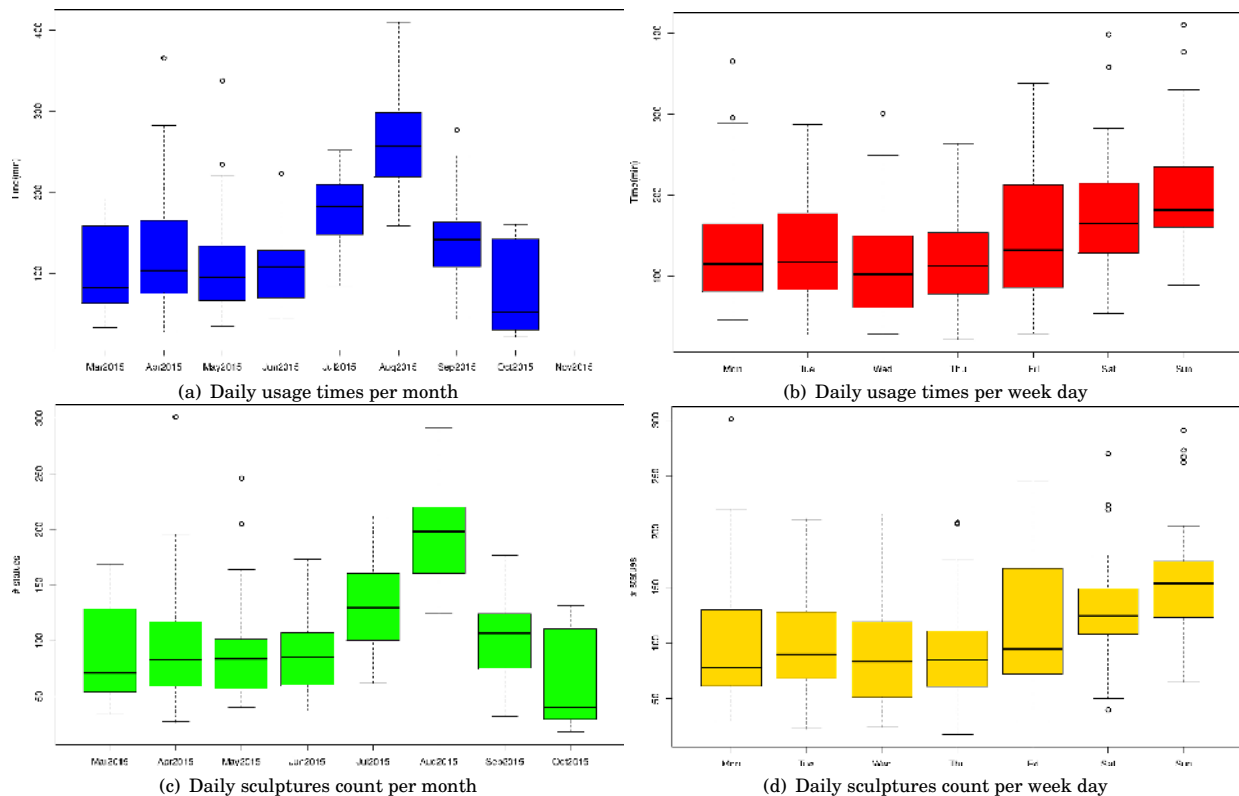 400
300
200
100
Time(min)
Mar2015 Apr2015 May2015 Jun2015 Jul2015 Aug2015 Sep2015 Oct2015 Nov2015
(a) Daily usage times per month
400
300
200
100
Time(min)
Mon Tue Wed Thu Fri Sat Sun
(b) Daily usage times per week day
300
250
200
150
100
50
# statues
Mar2015 Apr2015 May2015 Jun2015 Jul2015 Aug2015 Sep2015 Oct2015
(c) Daily sculptures count per month
300
250
200
150
100
50
# statues
Mon Tue Wed Thu Fri Sat Sun
(d) Daily sculptures count per week day